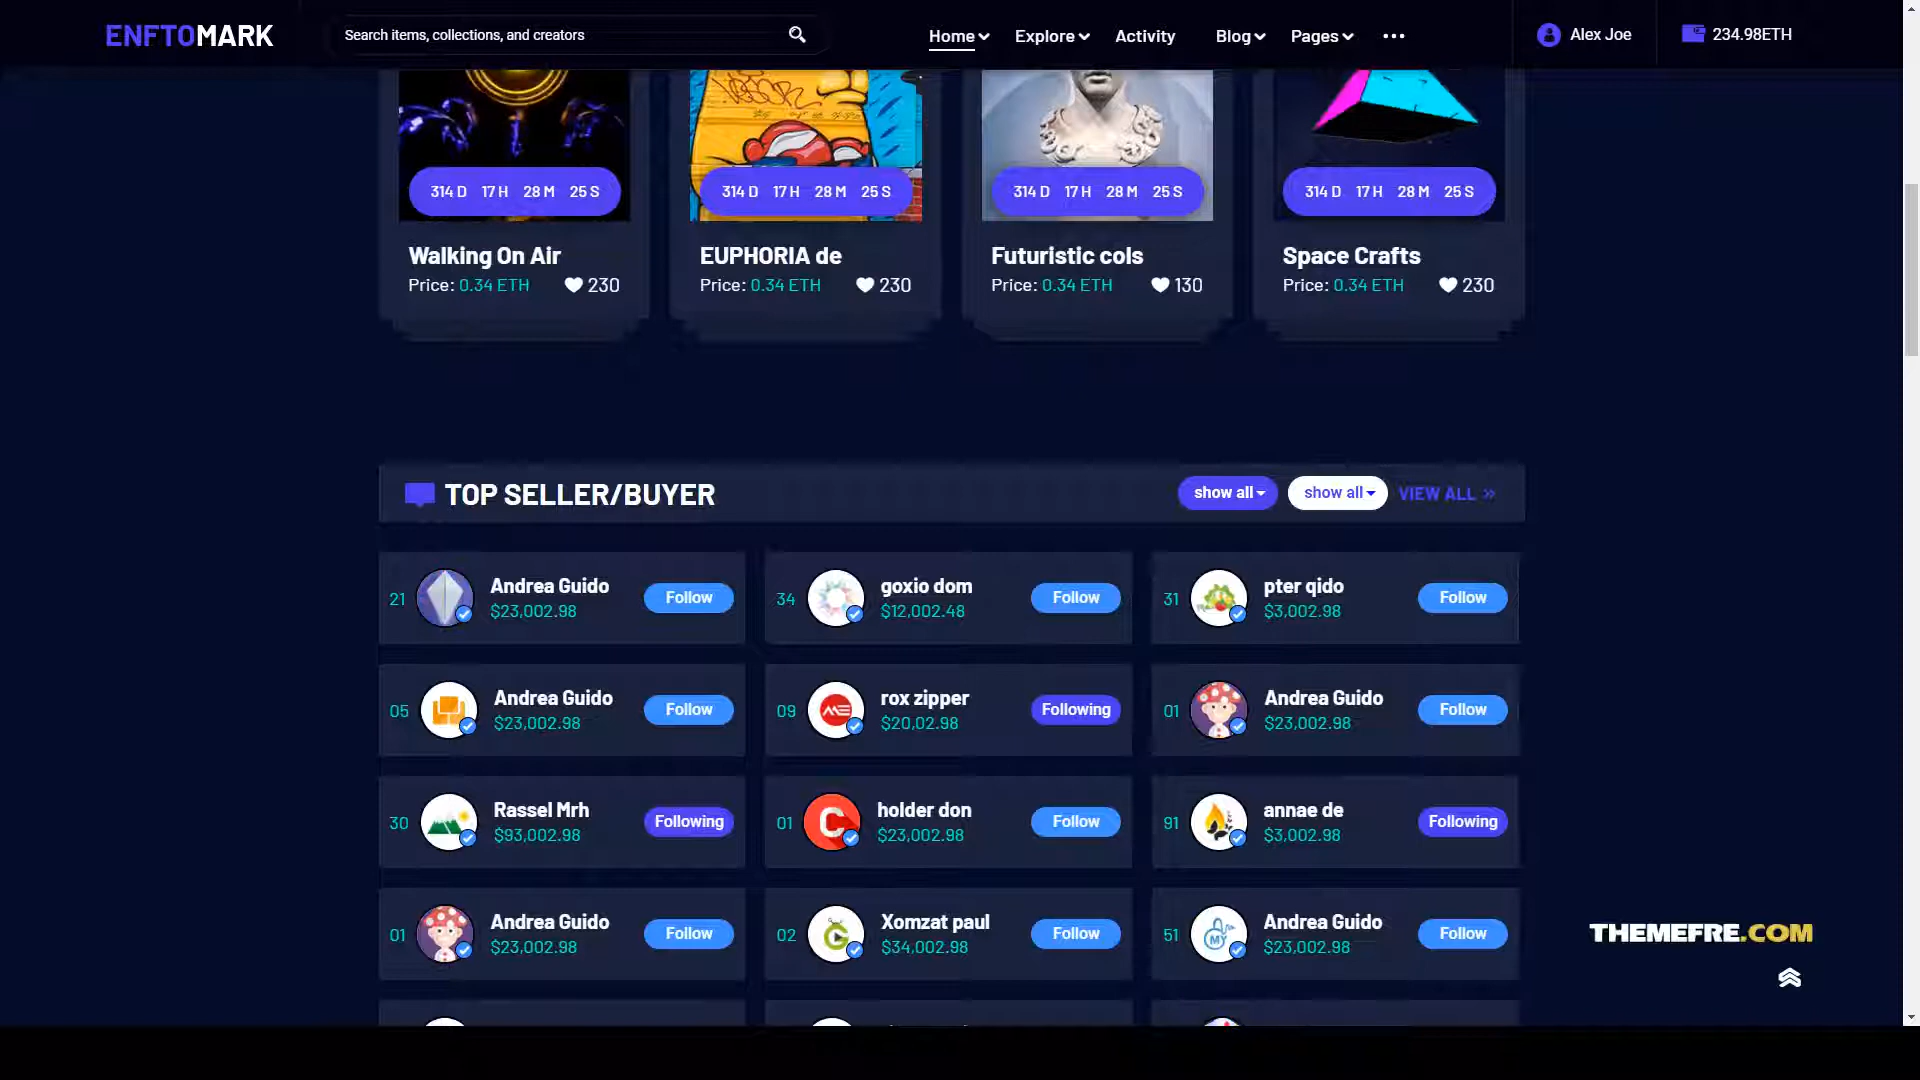 ENFTOMARK
Search items, collections, and creators
Home
Explore
Activity
Blog
Pages
Alex Joe
234.98ETH
314 D 17 H 28 M 25 S
314 D 17 H 28 M 25 S
314 D 17 H 28 M 25 S
314 D 17 H 28 M 25 S
Walking On Air
Price: 0.34 ETH 230
EUPHORIA de
Price: 0.34 ETH 230
Futuristic cols
Price: 0.34 ETH 130
Space Crafts
Price: 0.34 ETH 230
TOP SELLER/BUYER
show all
show all
VIEW ALL »
21 Andrea Guido Follow
$23,002.98
34 goxio dom Follow
$12,002.48
31 pter qido Follow
$3,002.98
05 Andrea Guido Follow
$23,002.98
09 rox zipper Following
$20,02.98
01 Andrea Guido Follow
$23,002.98
30 Rassel Mrh Following
$93,002.98
01 holder don Follow
$23,002.98
91 annae de Following
$3,002.98
01 Andrea Guido Follow
$23,002.98
02 Xomzat paul Follow
$34,002.98
51 Andrea Guido Follow
$23,002.98
THEMEFRE.COM